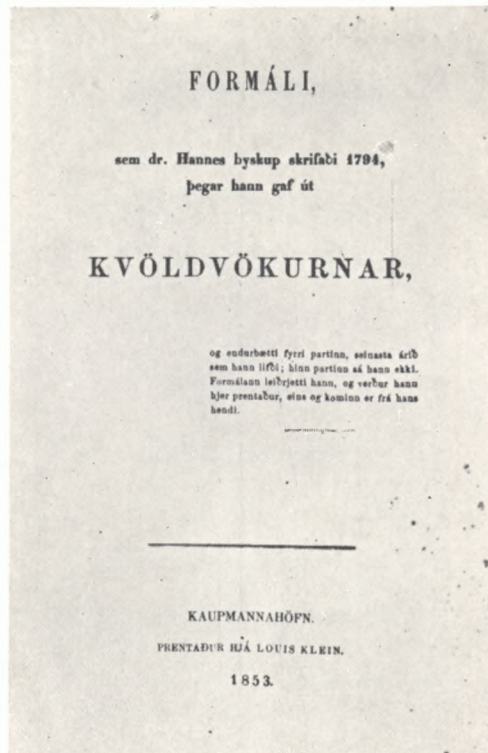 FORMÁLI,
sem dr. Hannes byskup skrifaði 1794,
þegar hann gaf út
KVÖLDVÖKURNAR,
og endurbætti fyrri partinn, seinasta árið
sem hann lifði; hinn partinn sá hann ekki.
Formálann leiðrjetti hann, og verður hann
hjer prentaður, eins og kominn er frá hans
hendi.
KAUPMANNAHÖFN.
PRENTAÐUR HJÁ LOUIS KLEIN.
1853.